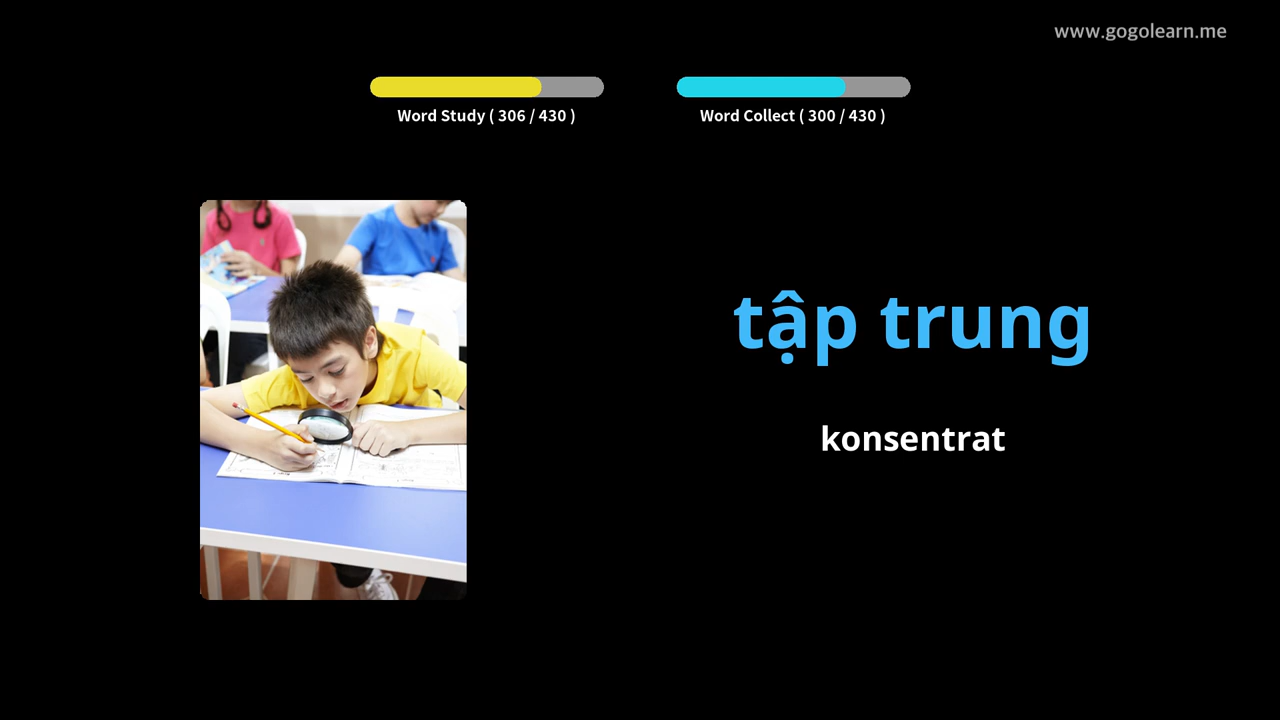 www.gogolearn.me
Word Study ( 306 / 430 )
Word Collect ( 300 / 430 )
tập trung
konsentrat